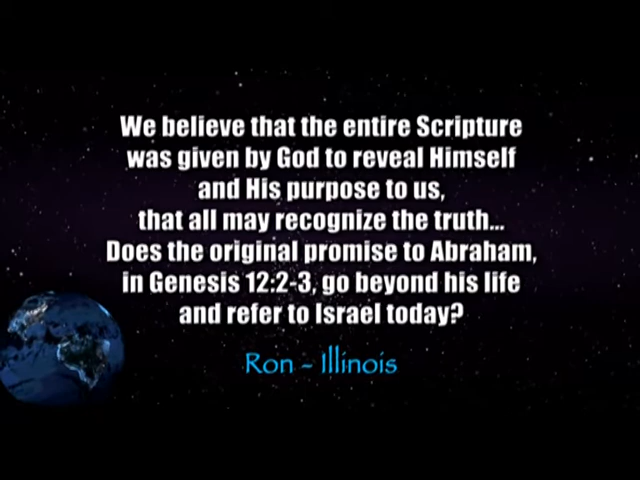 We believe that the entire Scripture
was given by God to reveal Himself
and His purpose to us,
that all may recognize the truth...
Does the original promise to Abraham,
in Genesis 12:2-3, go beyond his life
and refer to Israel today?
Ron - Illinois